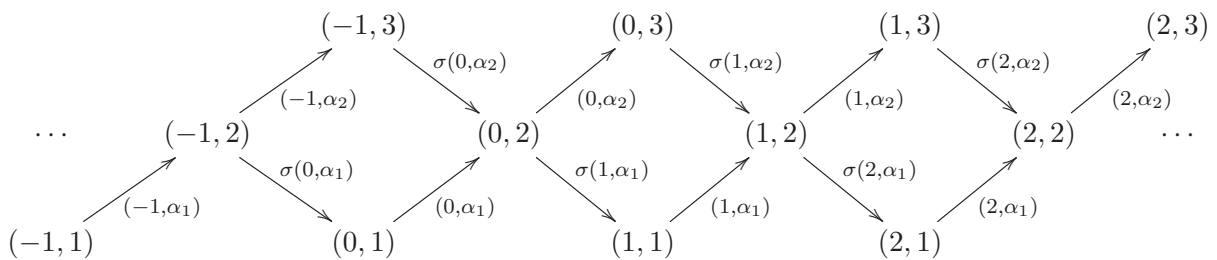 (−1, 3) (0, 3) (1, 3) (2, 3)
σ(0,α₂) σ(1,α₂) σ(2,α₂)
(−1,α₂) (0,α₂) (1,α₂) (2,α₂)
⋯ (−1, 2) (0, 2) (1, 2) (2, 2) ⋯
σ(0,α₁) σ(1,α₁) σ(2,α₁)
(−1,α₁) (0,α₁) (1,α₁) (2,α₁)
(−1, 1) (0, 1) (1, 1) (2, 1)